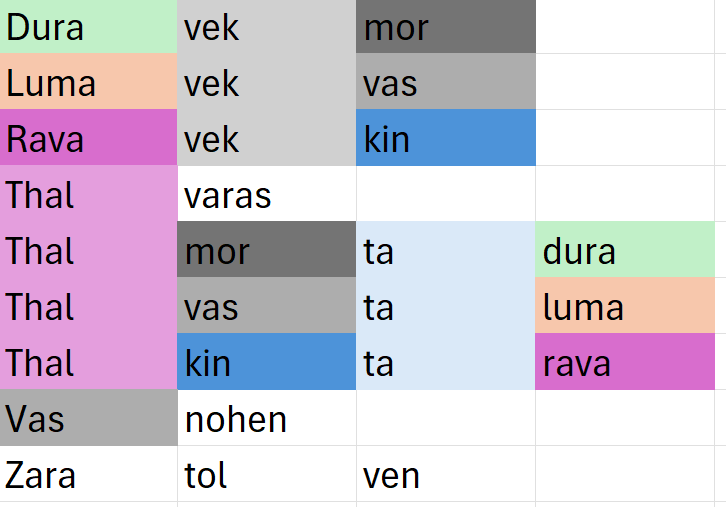 Dura vek mor
Luma vek vas
Rava vek kin
Thal varas
Thal mor ta dura
Thal vas ta luma
Thal kin ta rava
Vas nohen
Zara tol ven